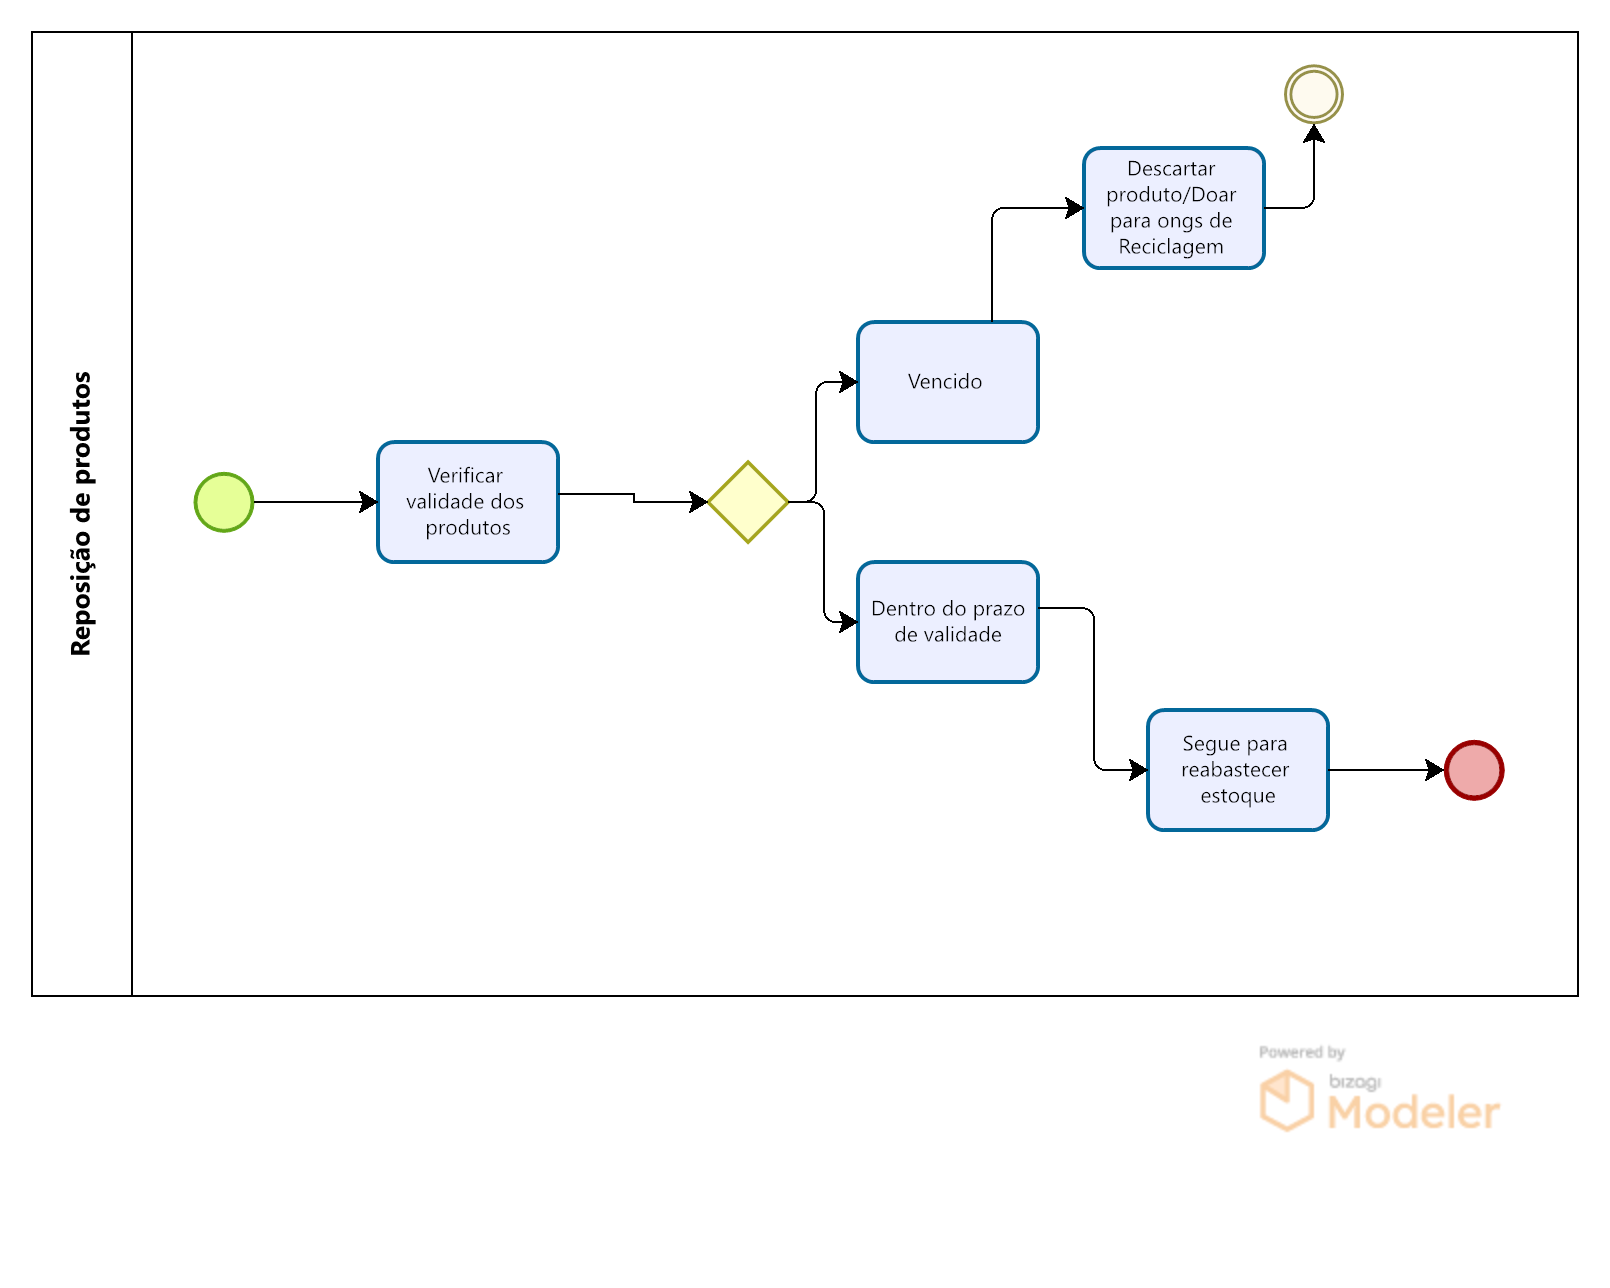 Reposição de produtos
Verificar
validade dos
produtos
Vencido
Descartar
produto/Doar
para ongs de
Reciclagem
Dentro do prazo
de validade
Segue para
reabastecer
estoque
Powered by
bizagi
Modeler